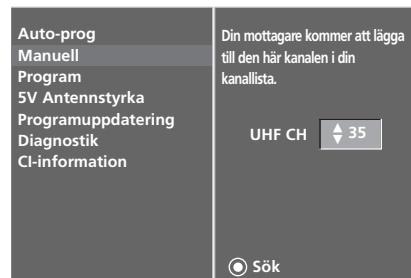 Auto-prog
Manuell
Program
5V Antennstyrka
Programuppdatering
Diagnostik
CI-information
Din mottagare kommer att lägga
till den här kanalen i din
kanallista.
UHF CH 35
Sök